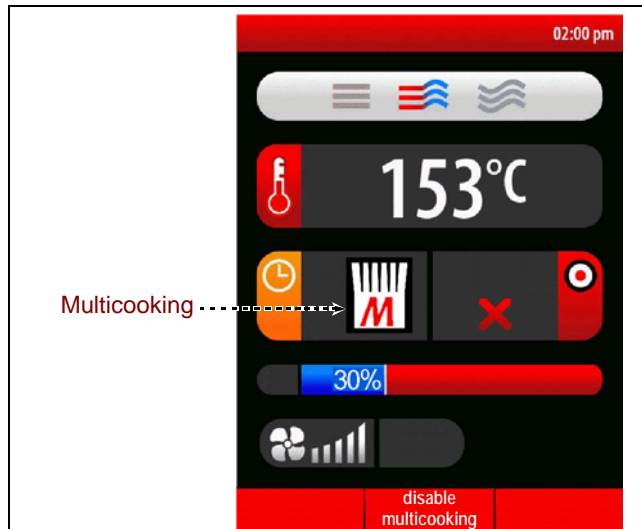 02:00 pm
153°C
Multicooking
M
30%
disable
multicooking